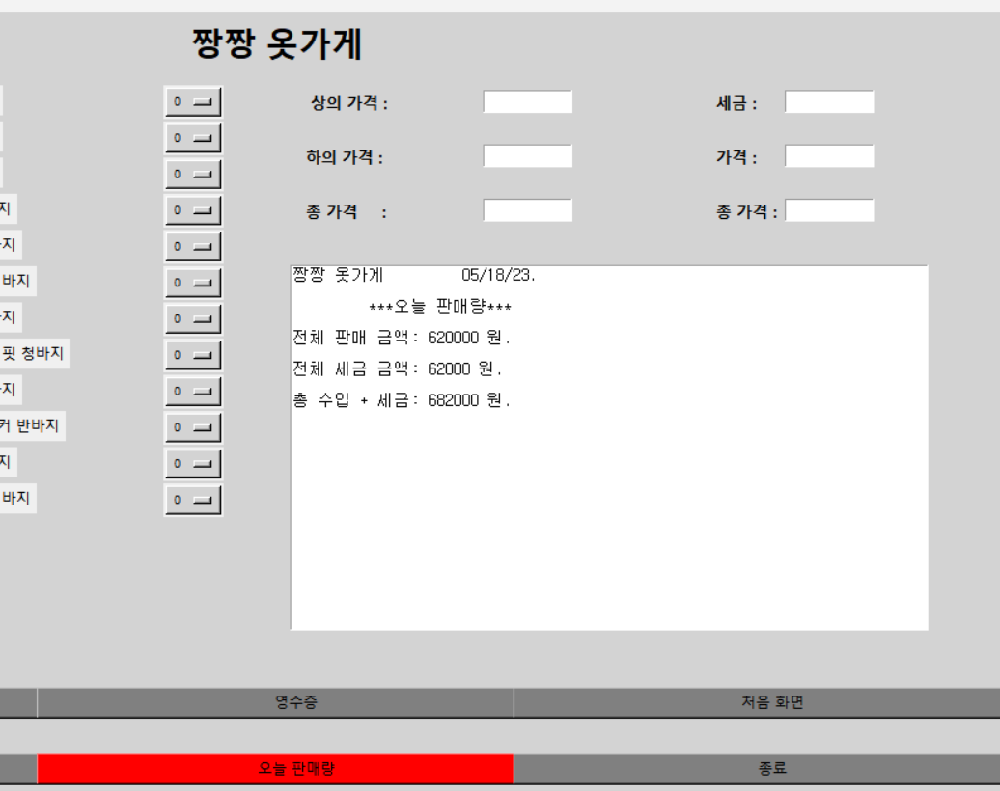 짱짱 옷가게
0
상의 가격 :
세금 :
0
0
하의 가격 :
가격 :
지
0
총 가격 :
총 가격 :
지
0
바지
0
짱짱 옷가게 05/18/23.
***오늘 판매량***
지
0
전체 판매 금액: 620000 원.
핏 청바지
0
전체 세금 금액: 62000 원.
지
0
총 수입 + 세금: 682000 원.
커 반바지
0
지
0
바지
0
영수증
처음 화면
오늘 판매량
종료